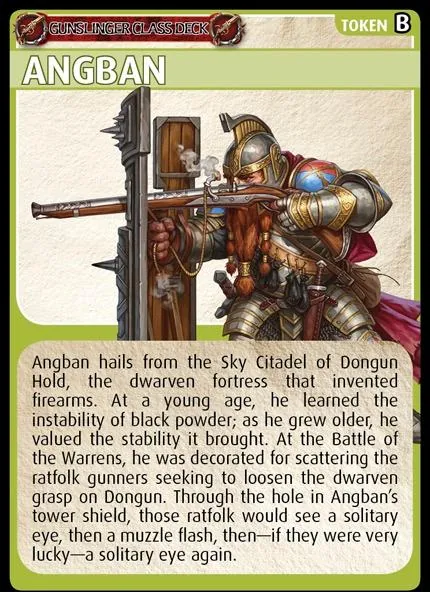 GUNSLINGER CLASS DECK
TOKEN B
ANGBAN
Angban hails from the Sky Citadel of Dongun
Hold, the dwarven fortress that invented
firearms. At a young age, he learned the
instability of black powder; as he grew older, he
valued the stability it brought. At the Battle of
the Warrens, he was decorated for scattering the
ratfolk gunners seeking to loosen the dwarven
grasp on Dongun. Through the hole in Angban's
tower shield, those ratfolk would see a solitary
eye, then a muzzle flash, then—if they were very
lucky—a solitary eye again.